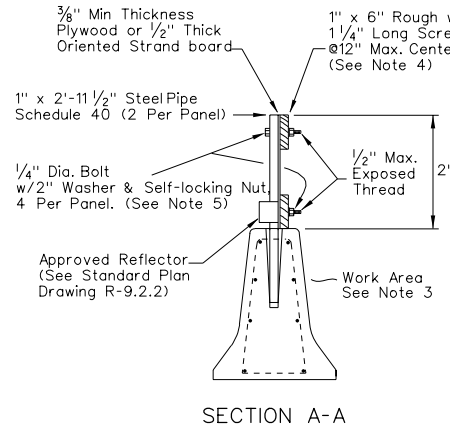 3/8" Min Thickness
Plywood or 1/2" Thick
Oriented Strand board
1" x 6" Rough
1 1/4" Long
@12" Max.
(See Note 4)
1" x 2'-11 1/2" Steel Pipe
Schedule 40 (2 Per Panel)
1/4" Dia. Bolt
w/2" Washer & Self-locking Nut,
4 Per Panel. (See Note 5)
1/2" Max.
Exposed
Thread
2'
Approved Reflector
(See Standard Plan
Drawing R-9.2.2)
Work Area
See Note 3
SECTION A-A